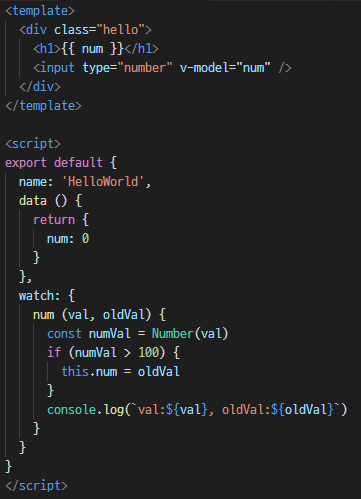 <template>
  <div class="hello">
    <h1>{{ num }}</h1>
    <input type="number" v-model="num" />
  </div>
</template>

<script>
export default {
  name: 'HelloWorld',
  data () {
    return {
      num: 0
    }
  },
  watch: {
    num (val, oldVal) {
      const numVal = Number(val)
      if (numVal > 100) {
        this.num = oldVal
      }
      console.log(`val:${val}, oldVal:${oldVal}`)
    }
  }
}
</script>